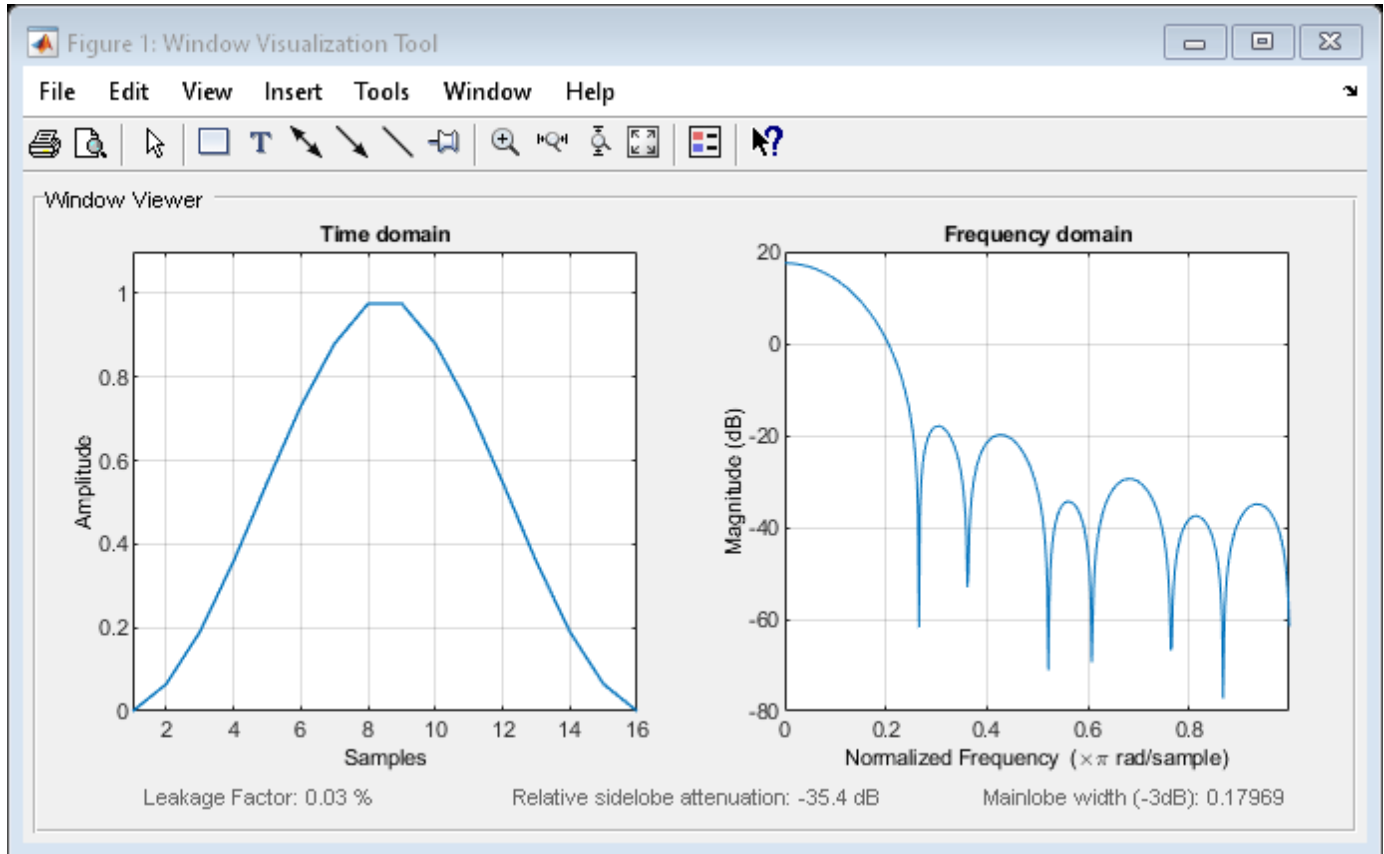 Figure 1: Window Visualization Tool
File Edit View Insert Tools Window Help
T ?
Window Viewer
Time domain
1
0.8
0.6
0.4
0.2
0
Amplitude
2 4 6 8 10 12 14 16
Samples
Frequency domain
20
0
-20
-40
-60
-80
Magnitude (dB)
0 0.2 0.4 0.6 0.8
Normalized Frequency (×π rad/sample)
Leakage Factor: 0.03 % Relative sidelobe attenuation: -35.4 dB Mainlobe width (-3dB): 0.17969